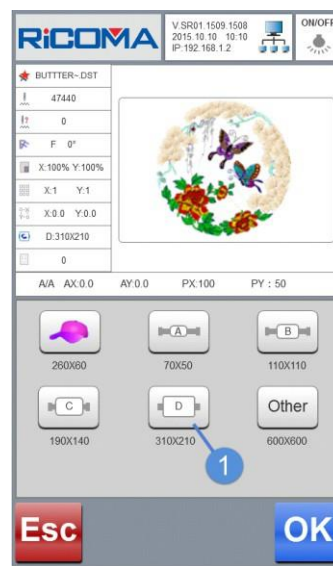 RiCOMA
V.SR01.1509.1508
2015.10.10 10:10
IP:192.168.1.2
ON/OFF
BUTTTER~.DST
47440
0
F 0°
X:100% Y:100%
X:1 Y:1
X:0.0 Y:0.0
D:310X210
0
A/A AX:0.0 AY:0.0 PX:100 PY : 50
A
B
260X60
70X50
110X110
C
D
Other
190X140
310X210
600X600
1
Esc
OK